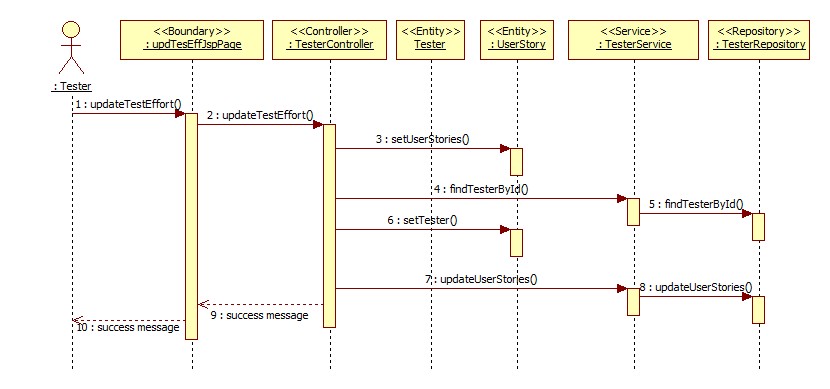 <<Boundary>>
: updTesEffJspPage
<<Controller>>
: TesterController
<<Entity>>
Tester
<<Entity>>
: UserStory
<<Service>>
: TesterService
<<Repository>>
: TesterRepository
: Tester
1 : updateTestEffort()
2 : updateTestEffort()
3 : setUserStories()
4 : findTesterById()
5 : findTesterById()
6 : setTester()
7 : updateUserStories()
8 : updateUserStories()
9 : success message
10 : success message